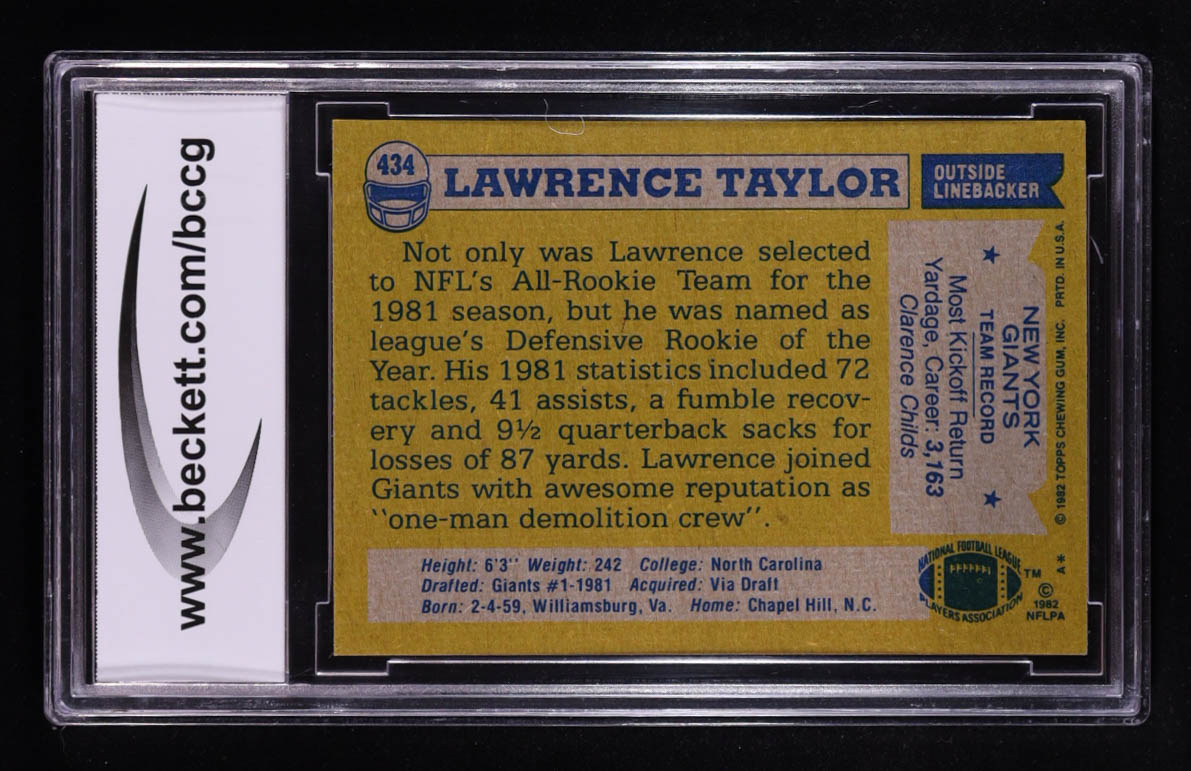 www.beckett.com/bccg
434
LAWRENCE TAYLOR
OUTSIDE
LINEBACKER
Not only was Lawrence selected
to NFL's All-Rookie Team for the
1981 season, but he was named as
league's Defensive Rookie of the
Year. His 1981 statistics included 72
tackles, 41 assists, a fumble recov-
ery and 9½ quarterback sacks for
losses of 87 yards. Lawrence joined
Giants with awesome reputation as
"one-man demolition crew".
NEW YORK
GIANTS
★ TEAM RECORD ★
Most Kickoff Return
Yardage, Career: 3,163
Clarence Childs
© 1982 TOPPS CHEWING GUM, INC. PRTD. IN U.S.A.
Height: 6'3" Weight: 242 College: North Carolina
Drafted: Giants #1-1981 Acquired: Via Draft
Born: 2-4-59, Williamsburg, Va. Home: Chapel Hill, N.C.
NATIONAL FOOTBALL LEAGUE
PLAYERS ASSOCIATION
TM
A*
©
1982
NFLPA